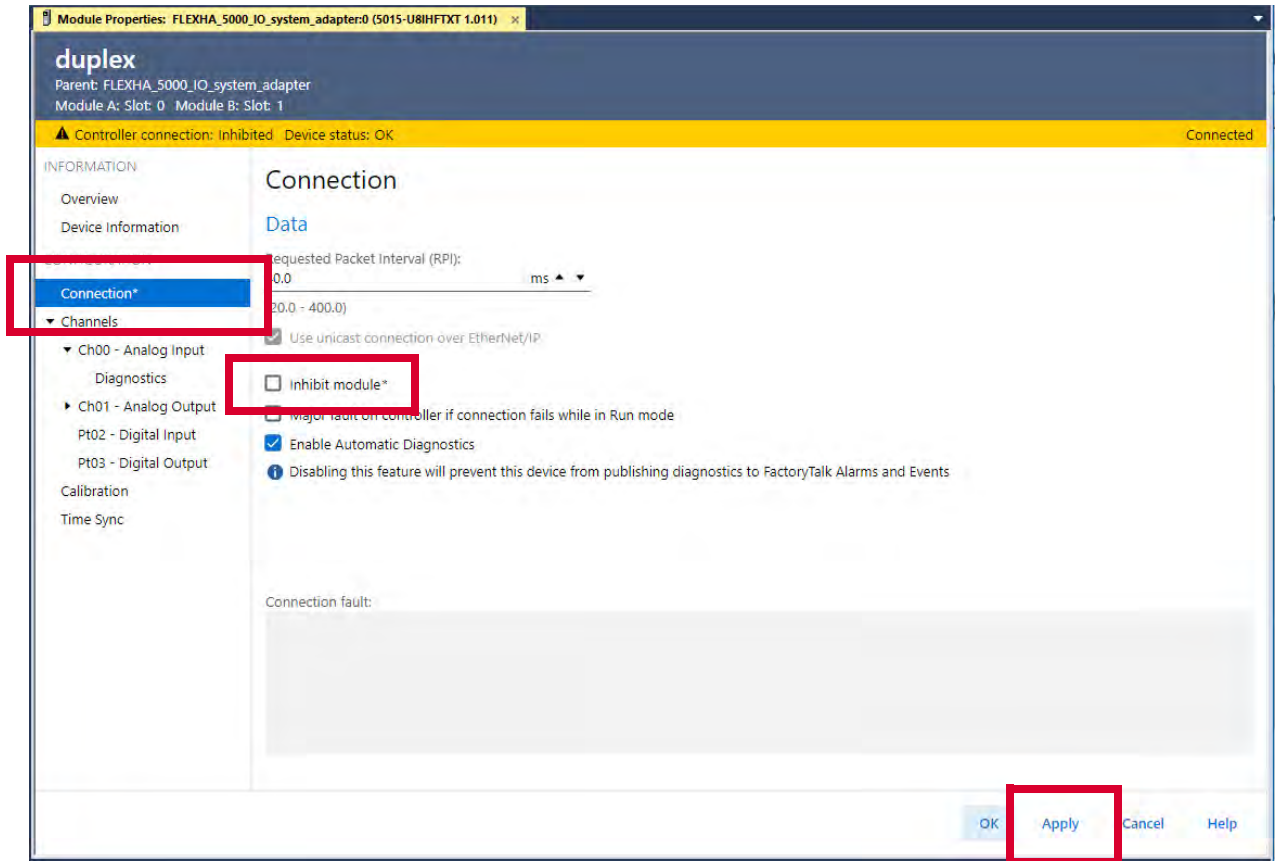 Module Properties: FLEXHA_5000_IO_system_adapter:0 (5015-U8IHFTXT 1.011) ×
duplex
Parent: FLEXHA_5000_IO_system_adapter
Module A: Slot: 0 Module B: Slot: 1
Controller connection: Inhibited Device status: OK Connected
INFORMATION
Overview
Device Information
Connection*
Channels
Ch00 - Analog Input
Diagnostics
Ch01 - Analog Output
Pt02 - Digital Input
Pt03 - Digital Output
Calibration
Time Sync
Connection
Data
Requested Packet Interval (RPI):
ms
20.0 - 400.0)
Use unicast connection over EtherNet/IP
Inhibit module*
Major fault on controller if connection fails while in Run mode
Enable Automatic Diagnostics
Disabling this feature will prevent this device from publishing diagnostics to FactoryTalk Alarms and Events
Connection fault:
OK Apply Cancel Help